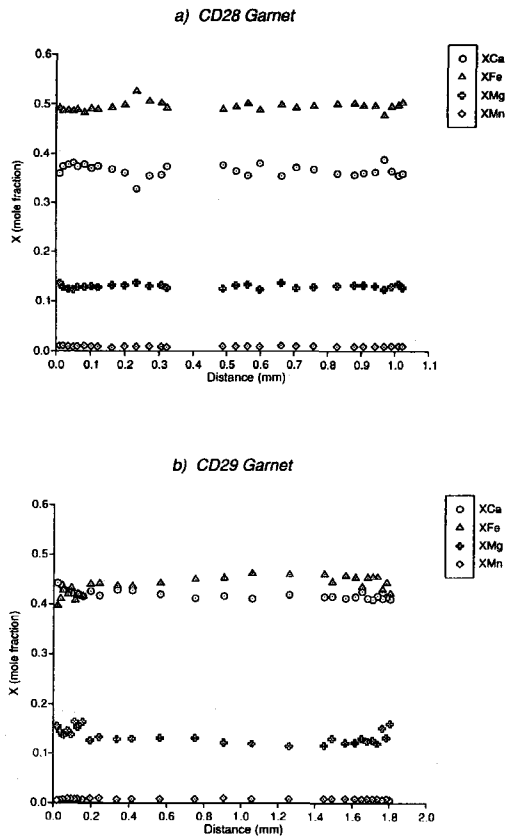 a) CD28 Garnet
XCa
XFe
XMg
XMn
X (mole fraction)
0.6
0.5
0.4
0.3
0.2
0.1
0.0
0.0 0.1 0.2 0.3 0.4 0.5 0.6 0.7 0.8 0.9 1.0 1.1
Distance (mm)
b) CD29 Garnet
XCa
XFe
XMg
XMn
X (mole fraction)
0.6
0.5
0.4
0.3
0.2
0.1
0.0
0.0 0.2 0.4 0.6 0.8 1.0 1.2 1.4 1.6 1.8 2.0
Distance (mm)